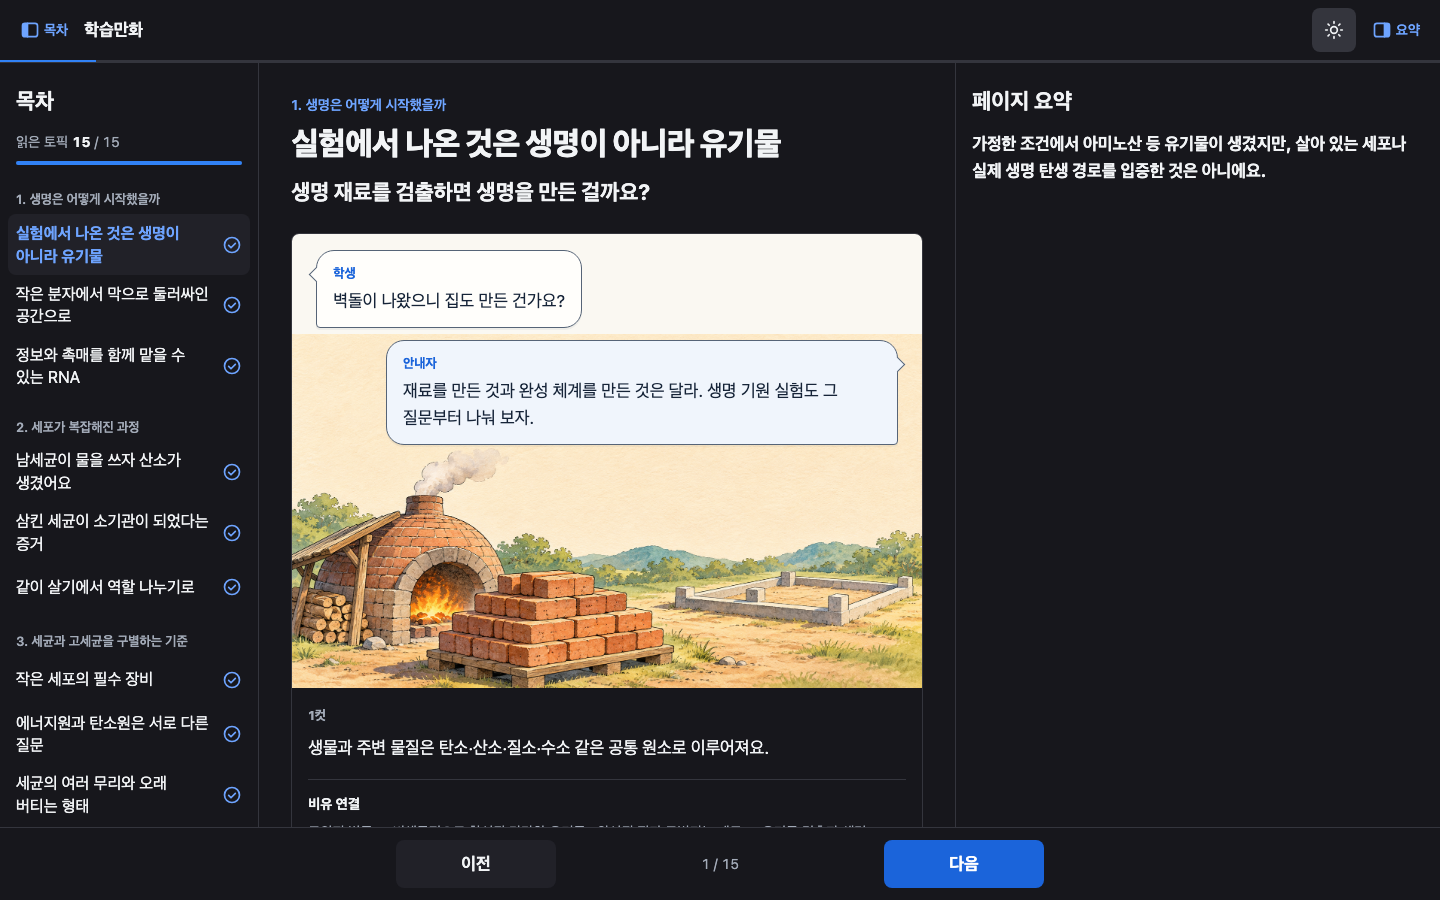 목차
학습만화
요약
목차
읽은 토픽 15 / 15
1. 생명은 어떻게 시작했을까
실험에서 나온 것은 생명이
아니라 유기물
작은 분자에서 막으로 둘러싸인
공간으로
정보와 촉매를 함께 맡을 수
있는 RNA
2. 세포가 복잡해진 과정
남세균이 물을 쓰자 산소가
생겼어요
삼킨 세균이 소기관이 되었다는
증거
같이 살기에서 역할 나누기로
3. 세균과 고세균을 구별하는 기준
작은 세포의 필수 장비
에너지원과 탄소원은 서로 다른
질문
세균의 여러 무리와 오래
버티는 형태
1. 생명은 어떻게 시작했을까
실험에서 나온 것은 생명이 아니라 유기물
생명 재료를 검출하면 생명을 만든 걸까요?
학생
벽돌이 나왔으니 집도 만든 건가요?
안내자
재료를 만든 것과 완성 체계를 만든 것은 달라. 생명 기원 실험도 그
질문부터 나눠 보자.
1컷
생물과 주변 물질은 탄소·산소·질소·수소 같은 공통 원소로 이루어져요.
비유 연결
페이지 요약
가정한 조건에서 아미노산 등 유기물이 생겼지만, 살아 있는 세포나
실제 생명 탄생 경로를 입증한 것은 아니에요.
이전
1 / 15
다음